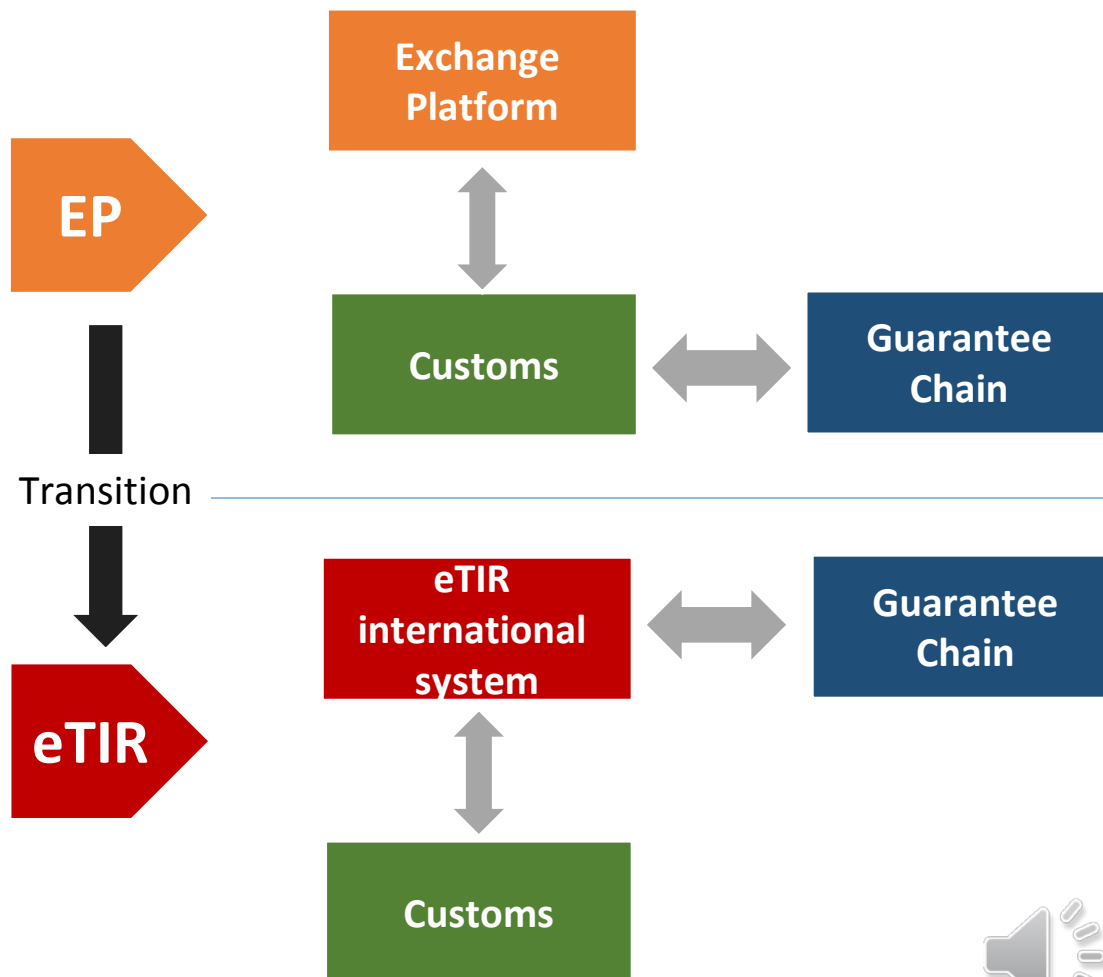 Exchange
Platform
EP
Customs
Guarantee
Chain
Transition
eTIR
international
system
Guarantee
Chain
eTIR
Customs